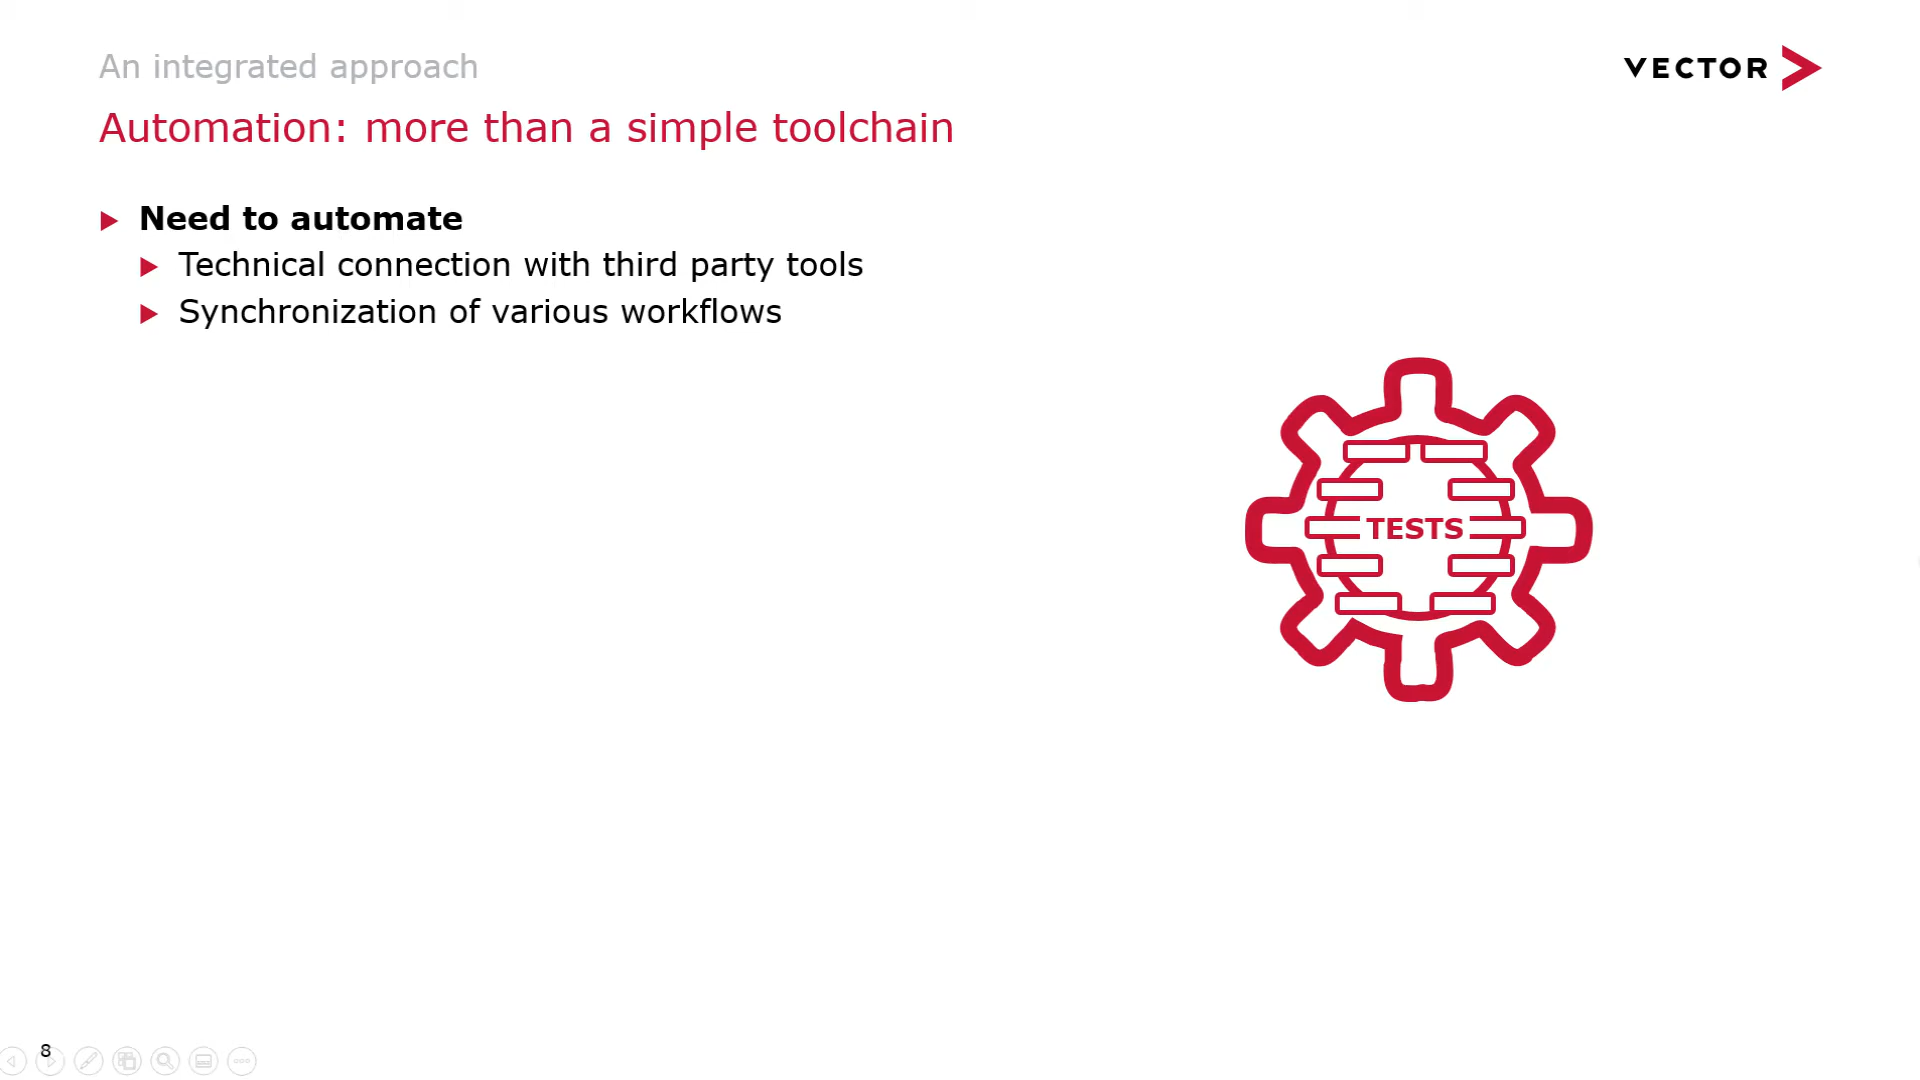 An integrated approach
VECTOR
Automation: more than a simple toolchain
Need to automate
Technical connection with third party tools
Synchronization of various workflows
TESTS
8